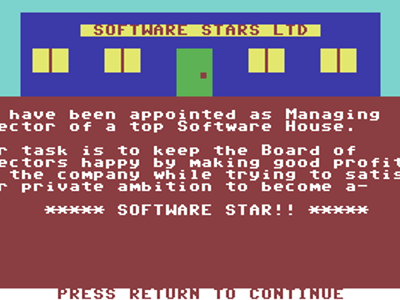 SOFTWARE STARS LTD
have been appointed as Managing
ector of a top Software House.
r task is to keep the Board of
ectors happy by making good profit
the company while trying to satis
r private ambition to become a-
***** SOFTWARE STAR!! *****
PRESS RETURN TO CONTINUE